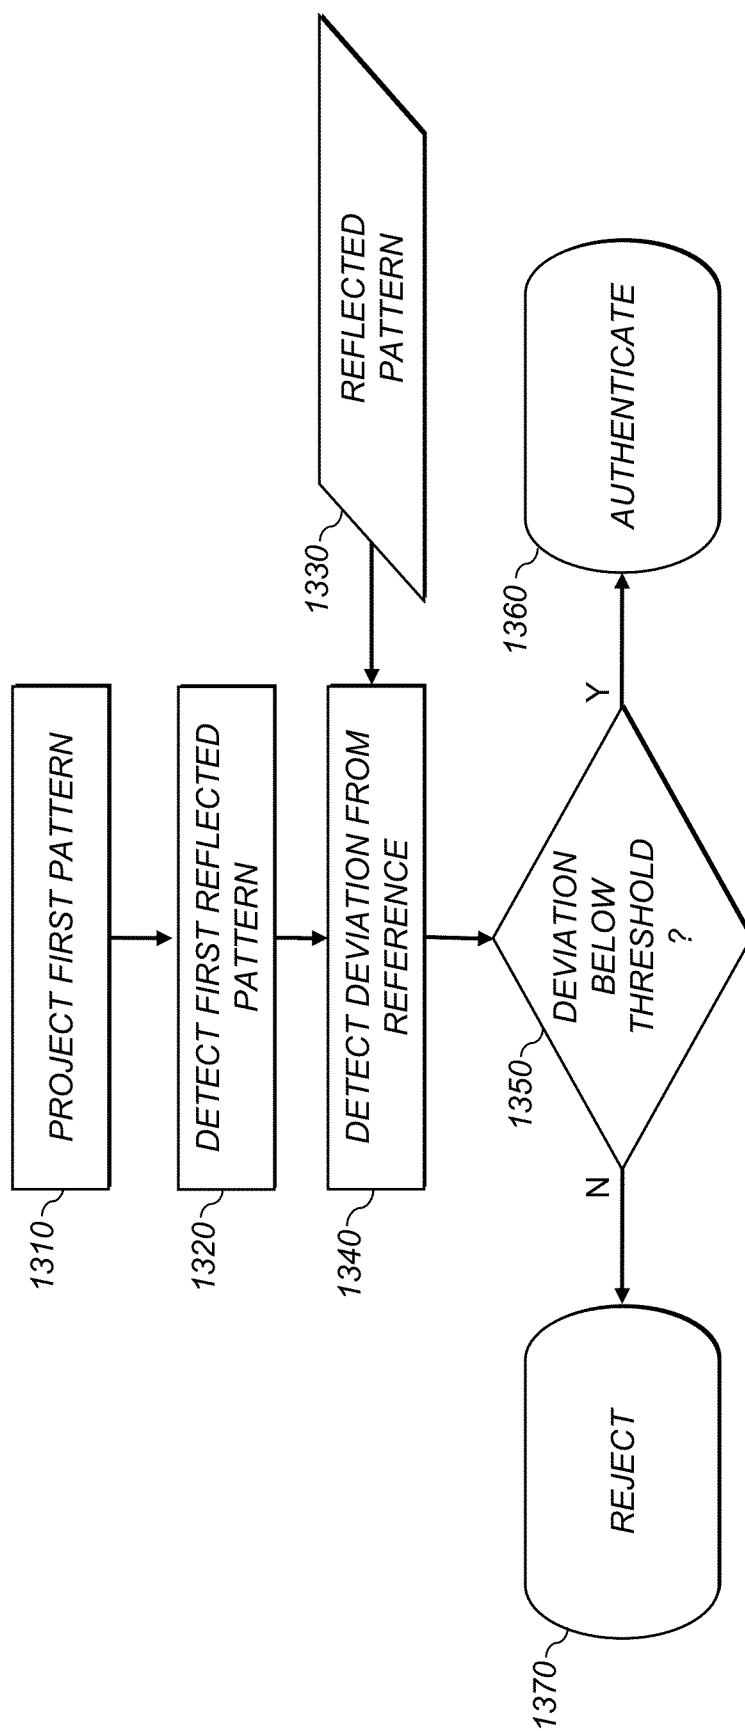 1310
PROJECT FIRST PATTERN
1320
DETECT FIRST REFLECTED
PATTERN
1330
REFLECTED
PATTERN
1340
DETECT DEVIATION FROM
REFERENCE
1350
DEVIATION
BELOW
THRESHOLD
?
N
Y
1370
REJECT
1360
AUTHENTICATE